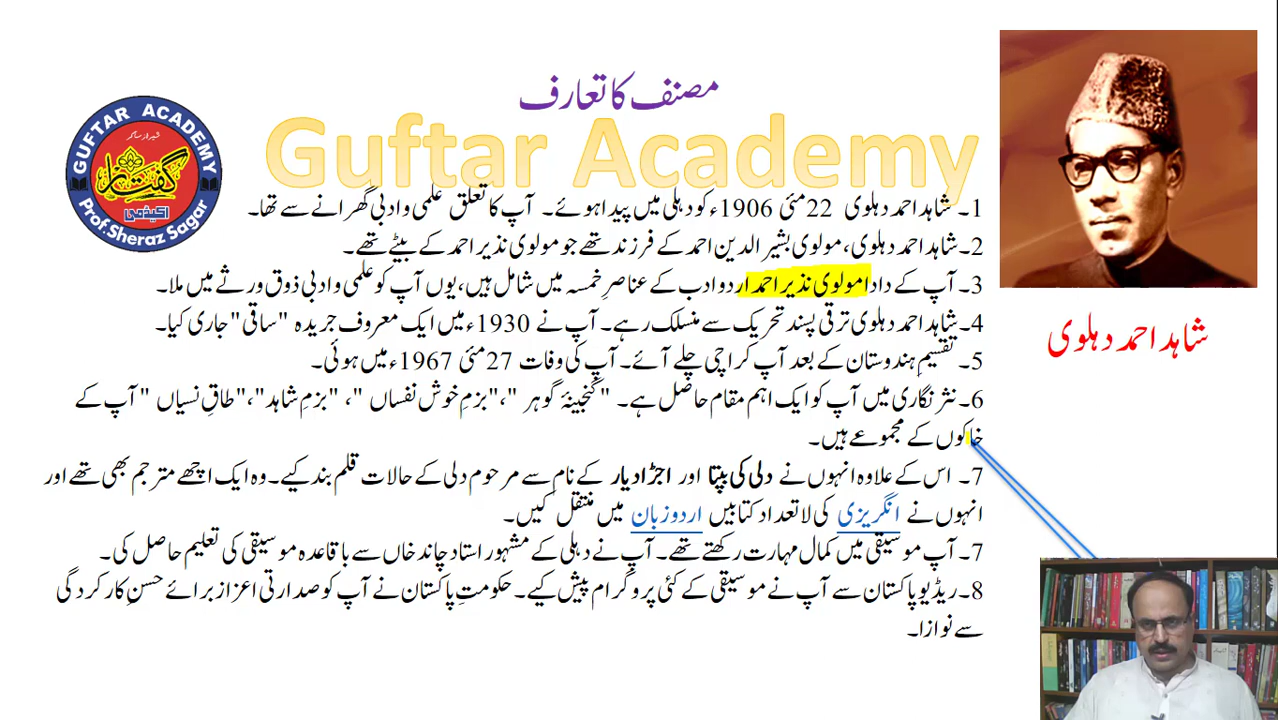 مصنف کا تعارف
Guftar Academy
GUFTAR ACADEMY
شیراز ساگر
گفتار
اکیڈمی
Prof.Sheraz Sagar
1۔ شاہد احمد دہلوی 22 مئی 1906ء کو دہلی میں پیدا ہوئے۔ آپ کا تعلق علمی و ادبی گھرانے سے تھا۔
2۔ شاہد احمد دہلوی، مولوی بشیر الدین احمد کے فرزند تھے جو مولوی نذیر احمد کے بیٹے تھے۔
3۔ آپ کے دادا مولوی نذیر احمد اردو ادب کے عناصرِ خمسہ میں شامل ہیں، یوں آپ کو علمی و ادبی ذوق ورثے میں ملا۔
4۔ شاہد احمد دہلوی ترقی پسند تحریک سے منسلک رہے۔ آپ نے 1930ء میں ایک معروف جریدہ "ساقی" جاری کیا۔
5۔ تقسیمِ ہندوستان کے بعد آپ کراچی چلے آئے۔ آپ کی وفات 27 مئی 1967ء میں ہوئی۔
6۔ نثر نگاری میں آپ کو ایک اہم مقام حاصل ہے۔ "گنجینۂ گوہر "،"بزمِ خوش نفساں "، "بزمِ شاہد"،"طاقِ نسیاں " آپ کے
خاکوں کے مجموعے ہیں۔
7۔ اس کے علاوہ انہوں نے دلی کی بپتا اور اجڑا دیار کے نام سے مرحوم دلی کے حالات قلم بند کیے۔ وہ ایک اچھے مترجم بھی تھے اور
انہوں نے انگریزی کی لاتعداد کتابیں اردو زبان میں منتقل کیں۔
7۔ آپ موسیقی میں کمال مہارت رکھتے تھے۔ آپ نے دہلی کے مشہور استاد چاند خاں سے باقاعدہ موسیقی کی تعلیم حاصل کی۔
8۔ ریڈیو پاکستان سے آپ نے موسیقی کے کئی پروگرام پیش کیے۔ حکومتِ پاکستان نے آپ کو صدارتی اعزاز برائے حسنِ کارکردگی
سے نوازا۔
شاہد احمد دہلوی